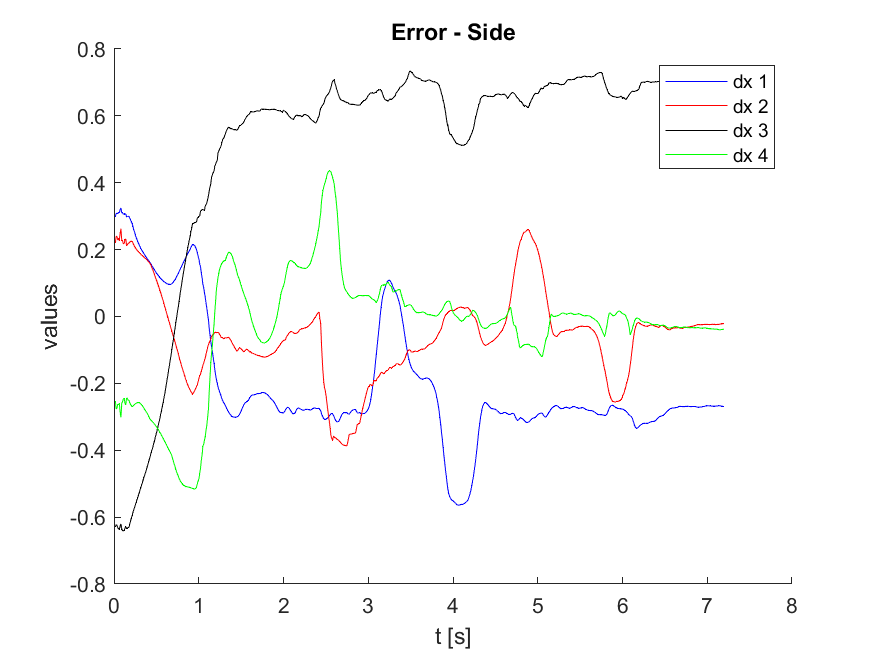 Error - Side
0.8
0.6
0.4
0.2
0
-0.2
-0.4
-0.6
-0.8
values
dx 1
dx 2
dx 3
dx 4
0 1 2 3 4 5 6 7 8
t [s]